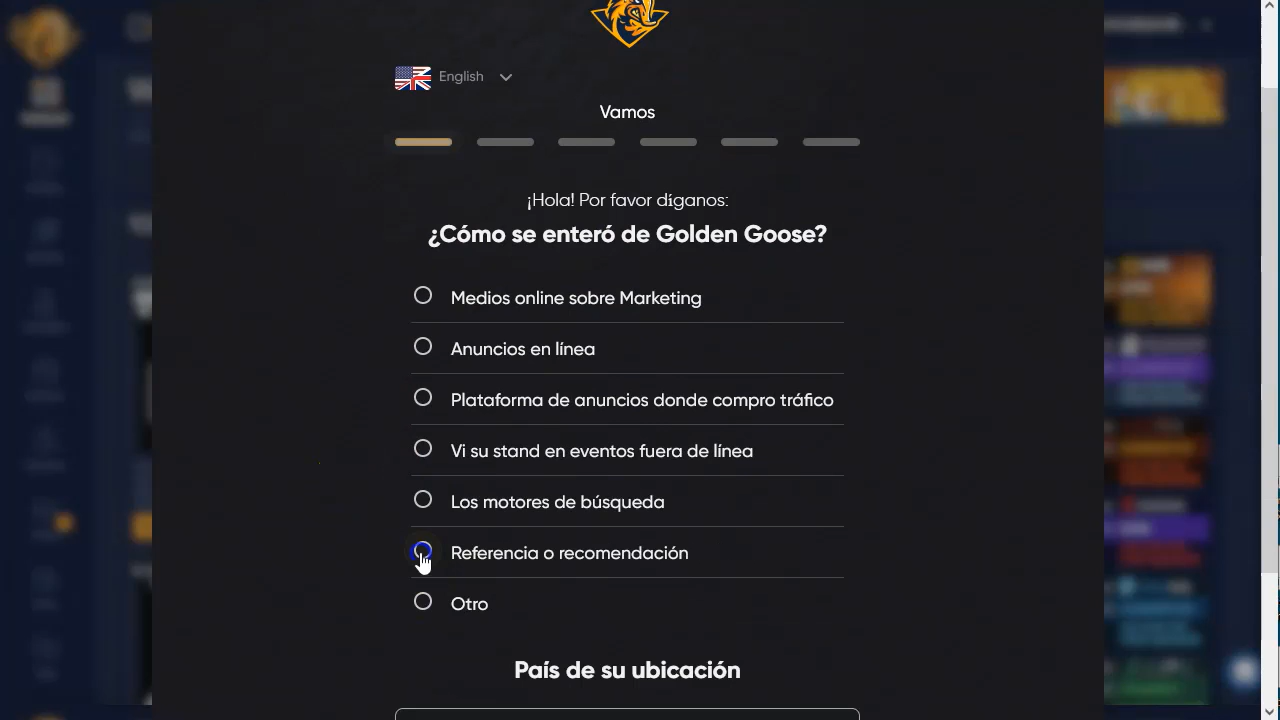 English
Vamos
¡Hola! Por favor díganos:
¿Cómo se enteró de Golden Goose?
Medios online sobre Marketing
Anuncios en línea
Plataforma de anuncios donde compro tráfico
Vi su stand en eventos fuera de línea
Los motores de búsqueda
Referencia o recomendación
Otro
País de su ubicación